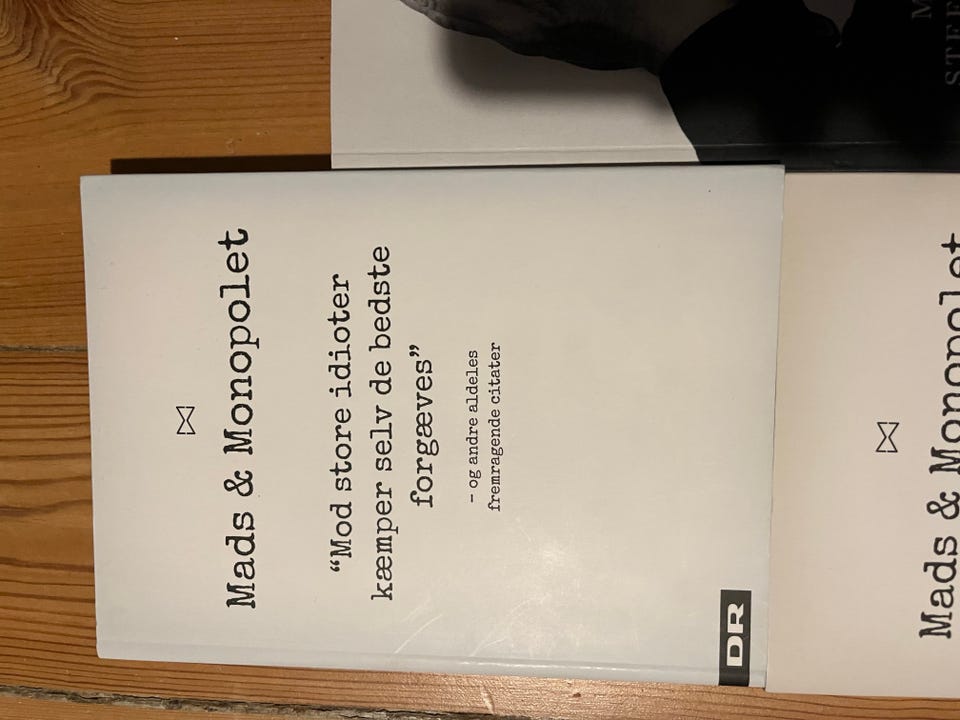 Mads & Monopolet
“Mod store idioter
kæmper selv de bedste
forgæves”
– og andre aldeles
fremragende citater
DR
Mads & Monopolet